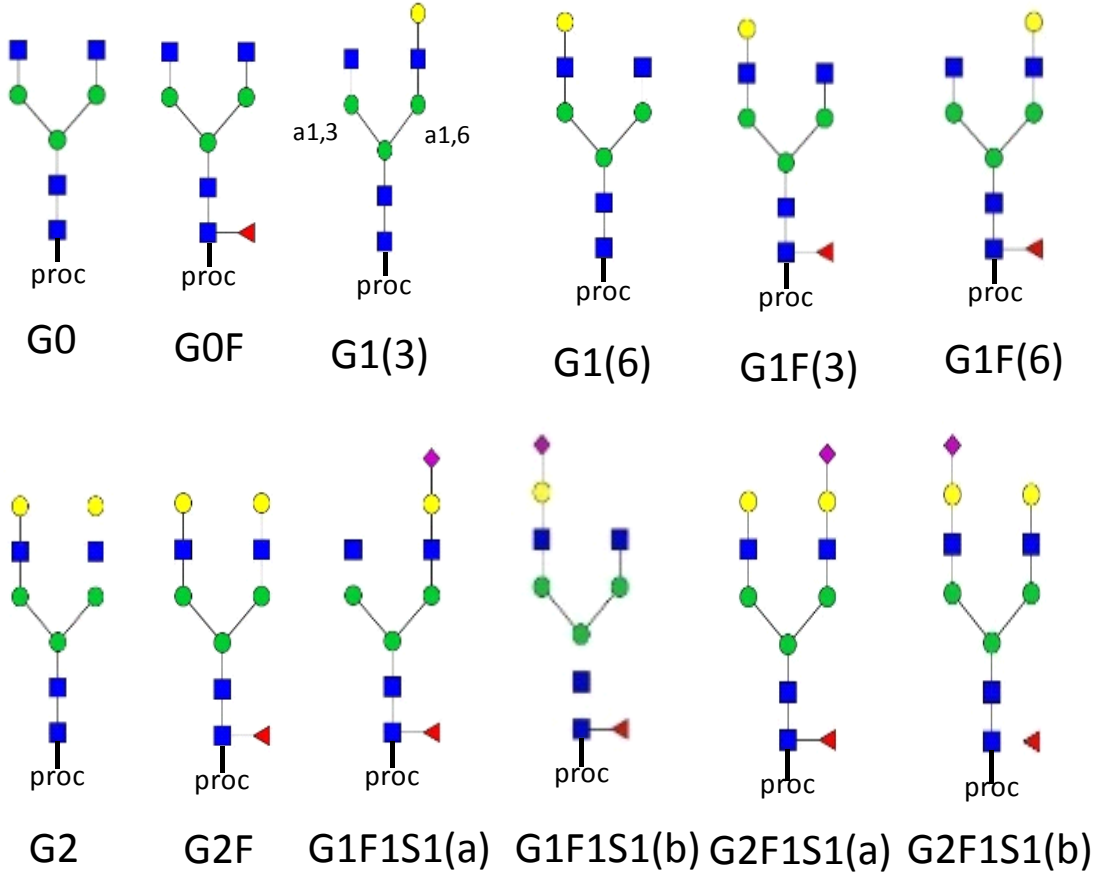 a1,3 a1,6
proc proc proc proc proc proc
G0 G0F G1(3) G1(6) G1F(3) G1F(6)
proc proc proc proc proc proc
G2 G2F G1F1S1(a) G1F1S1(b) G2F1S1(a) G2F1S1(b)